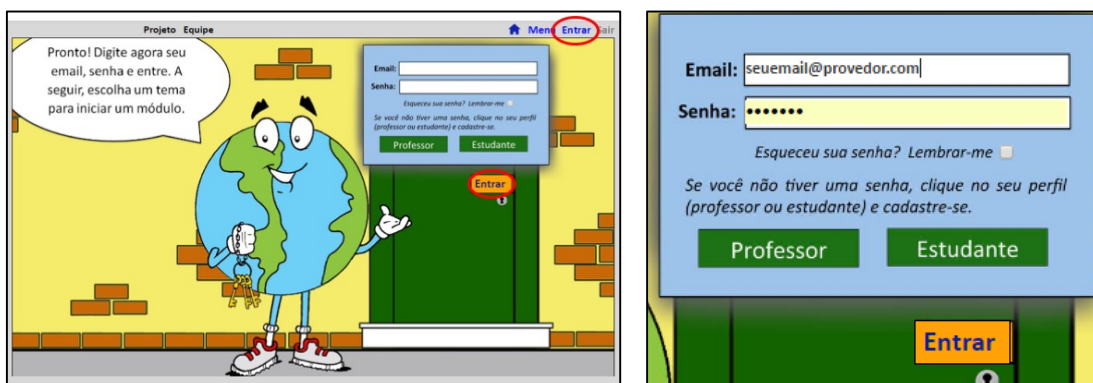 Projeto Equipe
Menu Entrar Sair
Pronto! Digite agora seu
email, senha e entre. A
seguir, escolha um tema
para iniciar um módulo.
Email:
Senha:
Esqueceu sua senha? Lembrar-me
Se você não tiver uma senha, clique no seu perfil
(professor ou estudante) e cadastre-se.
Professor Estudante
Entrar
Email: seuemail@provedor.com
Senha: •••••••
Esqueceu sua senha? Lembrar-me
Se você não tiver uma senha, clique no seu perfil
(professor ou estudante) e cadastre-se.
Professor Estudante
Entrar